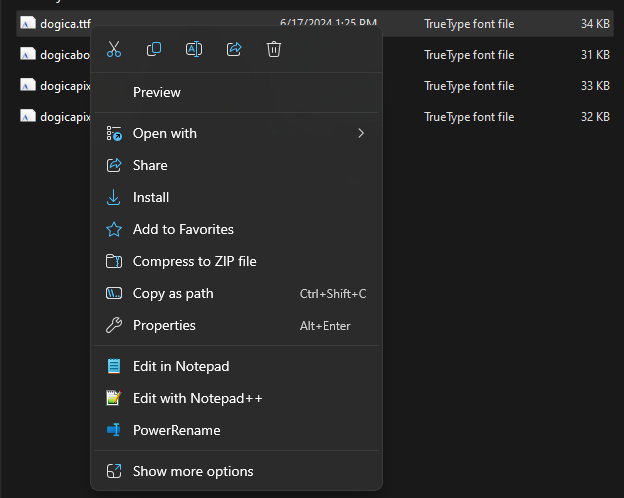 dogica.ttf 6/17/2024 1:25 PM TrueType font file 34 KB
dogicabo TrueType font file 31 KB
dogicapix TrueType font file 33 KB
dogicapix TrueType font file 32 KB
Preview
Open with
Share
Install
Add to Favorites
Compress to ZIP file
Copy as path Ctrl+Shift+C
Properties Alt+Enter
Edit in Notepad
Edit with Notepad++
PowerRename
Show more options